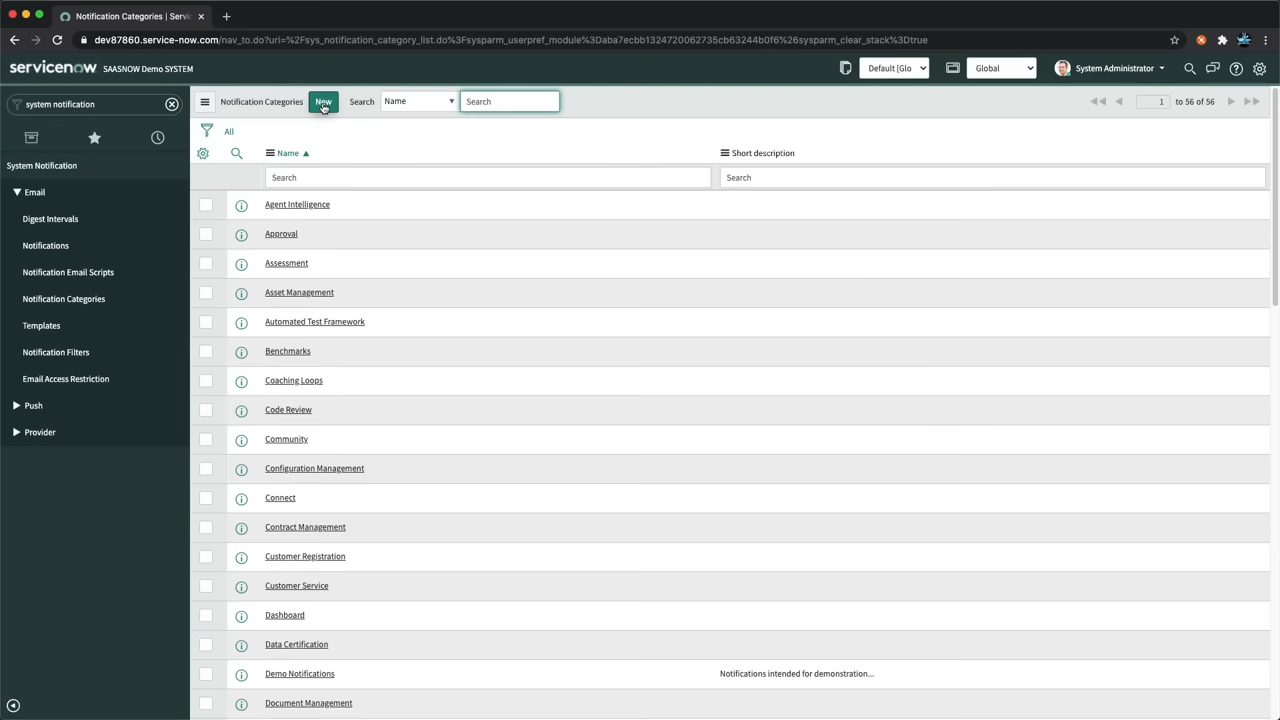 Notification Categories | Servic
dev87860.service-now.com/nav_to.do?uri=%2Fsys_notification_category_list.do%3Fsysparm_userpref_module%3Daba7ecbb1324720062735cb63244b0f6%26sysparm_clear_stack%3Dtrue
servicenow SAASNOW Demo SYSTEM
Default [Glo
Global
System Administrator
system notification
Notification Categories
New
Search
Name
Search
1 to 56 of 56
All
Name
Short description
Search
Search
System Notification
Email
Digest Intervals
Notifications
Notification Email Scripts
Notification Categories
Templates
Notification Filters
Email Access Restriction
Push
Provider
Agent Intelligence
Approval
Assessment
Asset Management
Automated Test Framework
Benchmarks
Coaching Loops
Code Review
Community
Configuration Management
Connect
Contract Management
Customer Registration
Customer Service
Dashboard
Data Certification
Demo Notifications
Notifications intended for demonstration...
Document Management